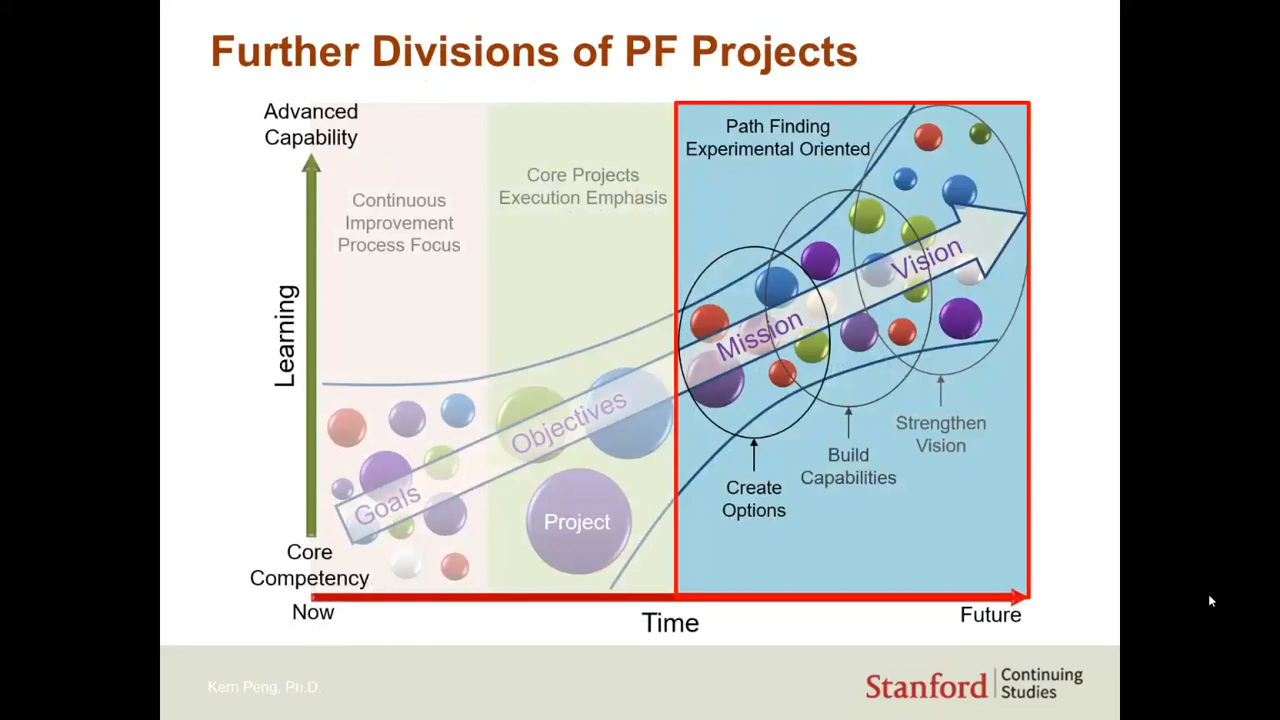 Further Divisions of PF Projects
Advanced
Capability
Learning
Core
Competency
Now
Time
Future
Continuous
Improvement
Process Focus
Core Projects
Execution Emphasis
Path Finding
Experimental Oriented
Goals
Objectives
Mission
Vision
Project
Create
Options
Build
Capabilities
Strengthen
Vision
Kern Peng, Ph.D.
Stanford
Continuing
Studies